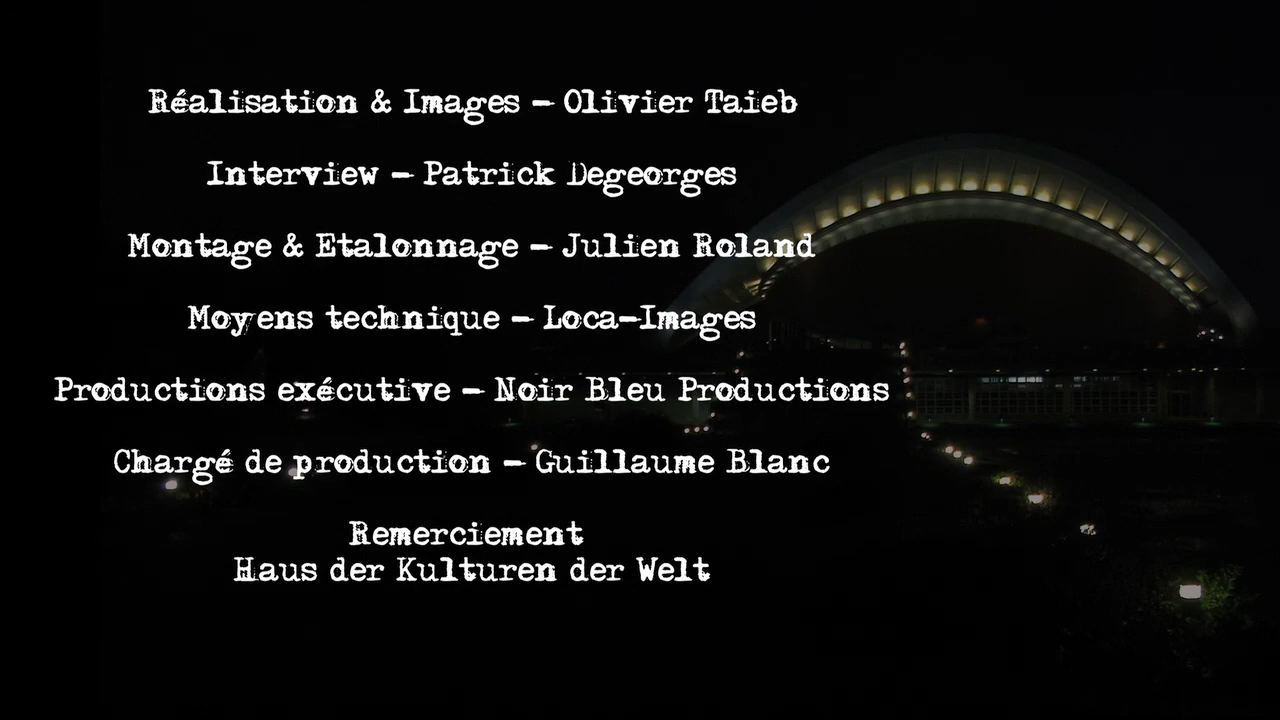 Réalisation & Images - Olivier Taieb
Interview - Patrick Degeorges
Montage & Etalonnage - Julien Roland
Moyens technique - Loca-Images
Productions exécutive - Noir Bleu Productions
Chargé de production - Guillaume Blanc
Remerciement
Haus der Kulturen der Welt